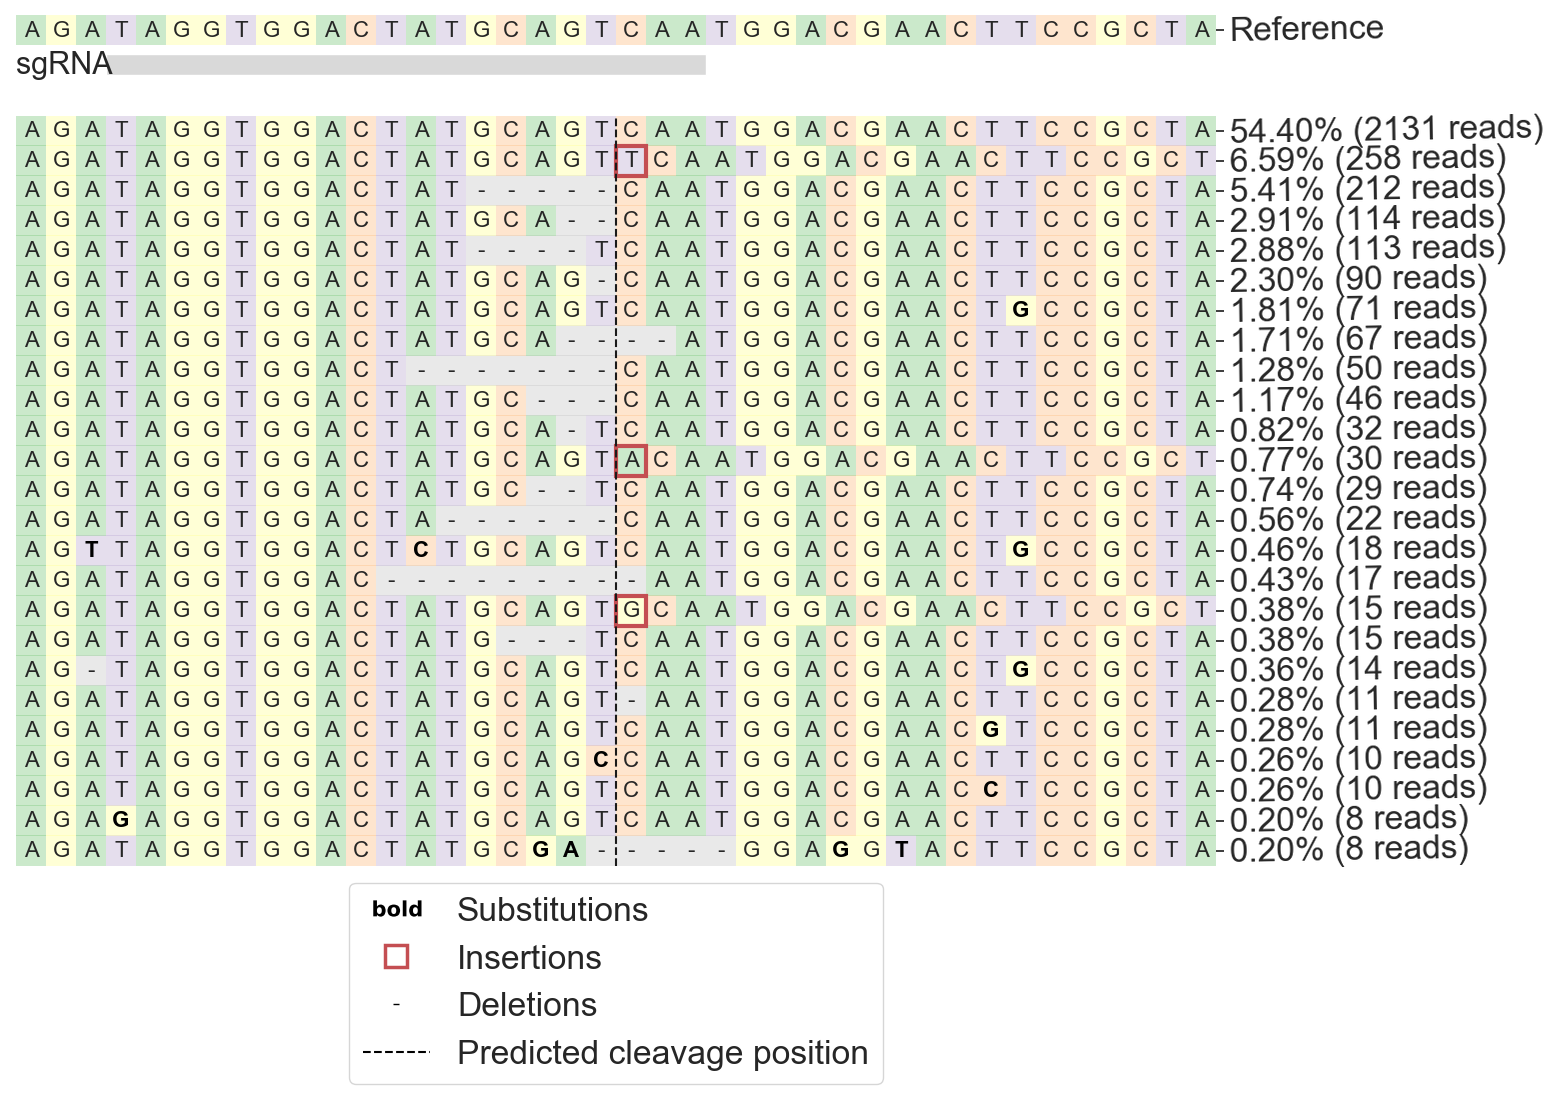 A G A T A G G T G G A C T A T G C A G T C A A T G G A C G A A C T T C C G C T A Reference
sgRNA
A G A T A G G T G G A C T A T G C A G T C A A T G G A C G A A C T T C C G C T A 54.40% (2131 reads)
A G A T A G G T G G A C T A T G C A G T T C A A T G G A C G A A C T T C C G C T 6.59% (258 reads)
A G A T A G G T G G A C T A T - - - - - C A A T G G A C G A A C T T C C G C T A 5.41% (212 reads)
A G A T A G G T G G A C T A T G C A - - C A A T G G A C G A A C T T C C G C T A 2.91% (114 reads)
A G A T A G G T G G A C T A T - - - - T C A A T G G A C G A A C T T C C G C T A 2.88% (113 reads)
A G A T A G G T G G A C T A T G C A G - C A A T G G A C G A A C T T C C G C T A 2.30% (90 reads)
A G A T A G G T G G A C T A T G C A G T C A A T G G A C G A A C T G C C G C T A 1.81% (71 reads)
A G A T A G G T G G A C T A T G C A - - - - A T G G A C G A A C T T C C G C T A 1.71% (67 reads)
A G A T A G G T G G A C T - - - - - - - C A A T G G A C G A A C T T C C G C T A 1.28% (50 reads)
A G A T A G G T G G A C T A T G C - - - C A A T G G A C G A A C T T C C G C T A 1.17% (46 reads)
A G A T A G G T G G A C T A T G C A - T C A A T G G A C G A A C T T C C G C T A 0.82% (32 reads)
A G A T A G G T G G A C T A T G C A G T A C A A T G G A C G A A C T T C C G C T 0.77% (30 reads)
A G A T A G G T G G A C T A T G C - - T C A A T G G A C G A A C T T C C G C T A 0.74% (29 reads)
A G A T A G G T G G A C T A - - - - - - C A A T G G A C G A A C T T C C G C T A 0.56% (22 reads)
A G T T A G G T G G A C T C T G C A G T C A A T G G A C G A A C T G C C G C T A 0.46% (18 reads)
A G A T A G G T G G A C - - - - - - - - - A A T G G A C G A A C T T C C G C T A 0.43% (17 reads)
A G A T A G G T G G A C T A T G C A G T G C A A T G G A C G A A C T T C C G C T 0.38% (15 reads)
A G A T A G G T G G A C T A T G - - - T C A A T G G A C G A A C T T C C G C T A 0.38% (15 reads)
A G - T A G G T G G A C T A T G C A G T C A A T G G A C G A A C T G C C G C T A 0.36% (14 reads)
A G A T A G G T G G A C T A T G C A G T - A A T G G A C G A A C T T C C G C T A 0.28% (11 reads)
A G A T A G G T G G A C T A T G C A G T C A A T G G A C G A A C G T C C G C T A 0.28% (11 reads)
A G A T A G G T G G A C T A T G C A G C C A A T G G A C G A A C T T C C G C T A 0.26% (10 reads)
A G A T A G G T G G A C T A T G C A G T C A A T G G A C G A A C C T C C G C T A 0.26% (10 reads)
A G A G A G G T G G A C T A T G C A G T C A A T G G A C G A A C T T C C G C T A 0.20% (8 reads)
A G A T A G G T G G A C T A T G C G A - - - - - G G A G G T A C T T C C G C T A 0.20% (8 reads)
bold Substitutions
Insertions
- Deletions
Predicted cleavage position